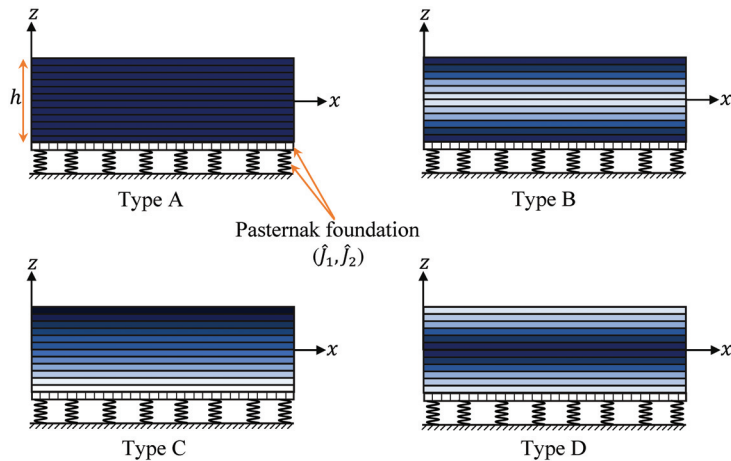 z
z
h
x
x
Type A
Type B
Pasternak foundation
(Ĵ₁, Ĵ₂)
z
z
x
x
Type C
Type D